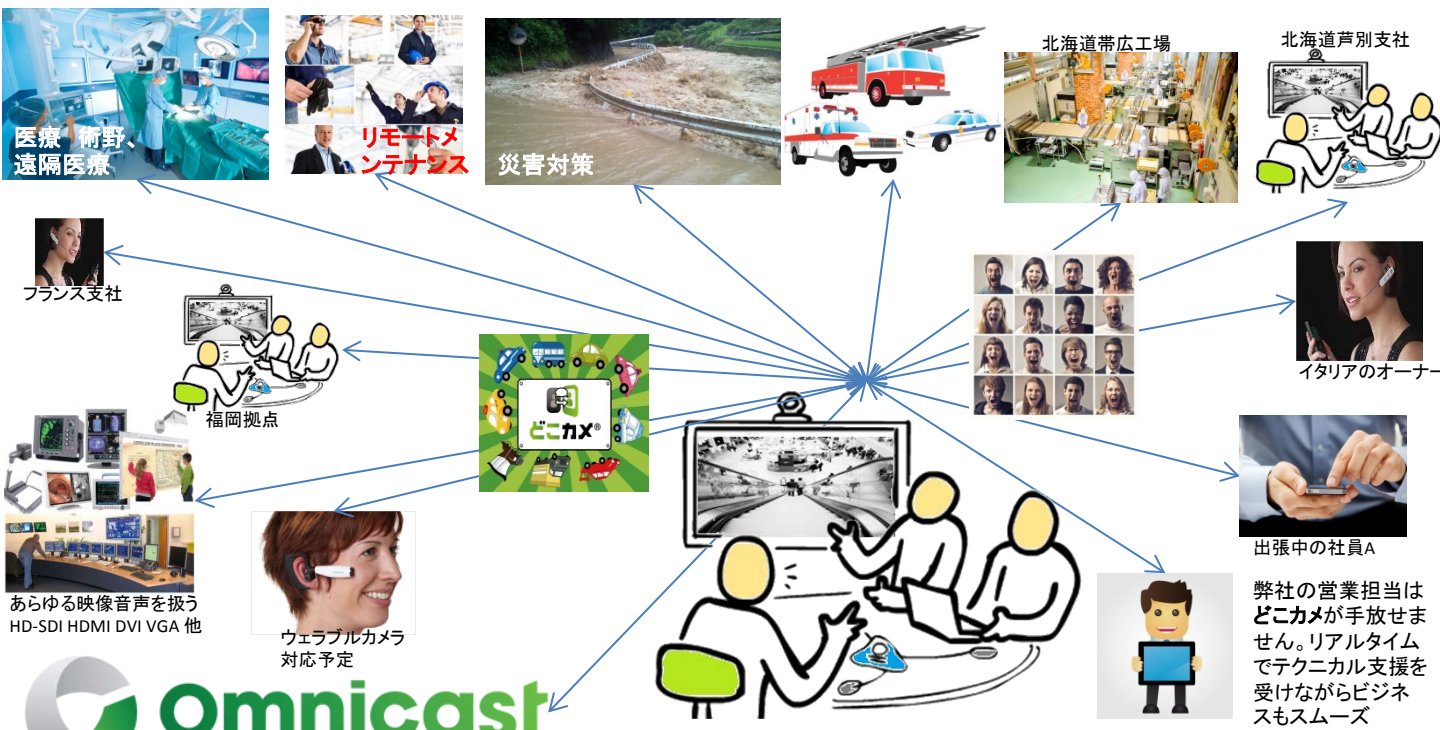 医療 術野、
遠隔医療
リモートメ
ンテナンス
災害対策
北海道帯広工場
北海道芦別支社
フランス支社
福岡拠点
どこカメ®
イタリアのオーナー
出張中の社員A
あらゆる映像音声を扱う
HD-SDI HDMI DVI VGA 他
ウェラブルカメラ
対応予定
弊社の営業担当は
どこカメが手放せま
せん。リアルタイム
でテクニカル支援を
受けながらビジネ
スもスムーズ
Omnicast